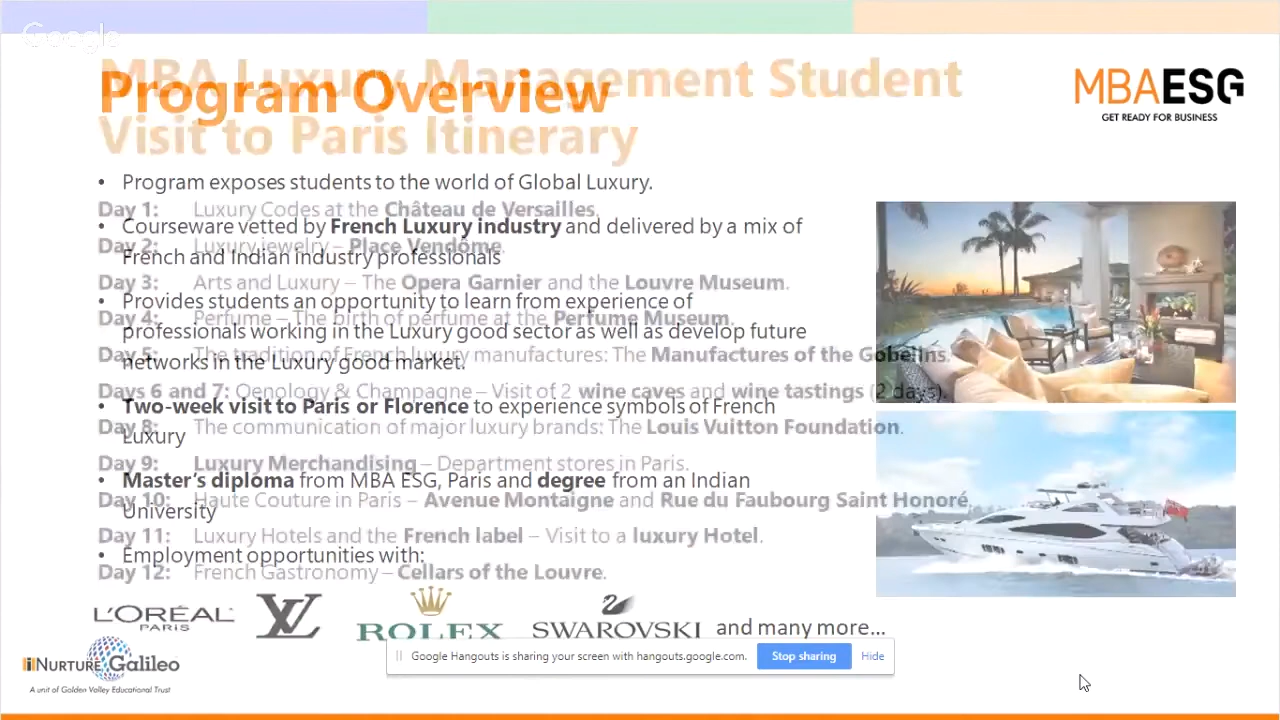 Google
Program Overview
MBA Luxury Management Student
Visit to Paris Itinerary
MBAESG
GET READY FOR BUSINESS
• Program exposes students to the world of Global Luxury.
Day 1: Luxury Codes at the Château de Versailles.
• Courseware vetted by French Luxury industry and delivered by a mix of
Day 2: Luxury jewelry – Place Vendôme.
French and Indian industry professionals
Day 3: Arts and Luxury – The Opera Garnier and the Louvre Museum.
• Provides students an opportunity to learn from experience of
Day 4: Perfume – The birth of perfume at the Perfume Museum.
professionals working in the Luxury good sector as well as develop future
Day 5: The tradition of French luxury manufactures: The Manufactures of the Gobelins.
networks in the Luxury good market.
Days 6 and 7: Oenology & Champagne – Visit of 2 wine caves and wine tastings (2 days).
• Two-week visit to Paris or Florence to experience symbols of French
Day 8: The communication of major luxury brands: The Louis Vuitton Foundation.
Luxury
Day 9: Luxury Merchandising – Department stores in Paris.
• Master's diploma from MBA ESG, Paris and degree from an Indian
Day 10: Haute Couture in Paris – Avenue Montaigne and Rue du Faubourg Saint Honoré.
University
Day 11: Luxury Hotels and the French label – Visit to a luxury Hotel.
• Employment opportunities with:
Day 12: French Gastronomy – Cellars of the Louvre.
L'ORÉAL
PARIS
LV
ROLEX
SWAROVSKI
and many more...
Google Hangouts is sharing your screen with hangouts.google.com. Stop sharing Hide
iNURTURE Galileo
A unit of Golden Valley Educational Trust